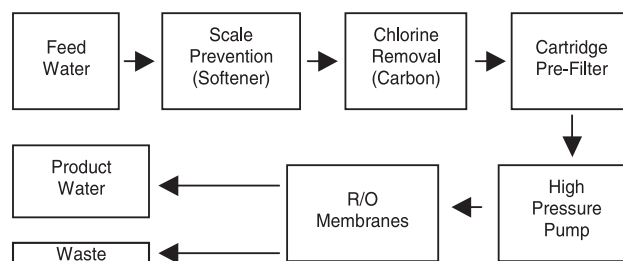 Feed
Water
Scale
Prevention
(Softener)
Chlorine
Removal
(Carbon)
Cartridge
Pre-Filter
Product
Water
R/O
Membranes
High
Pressure
Pump
Waste